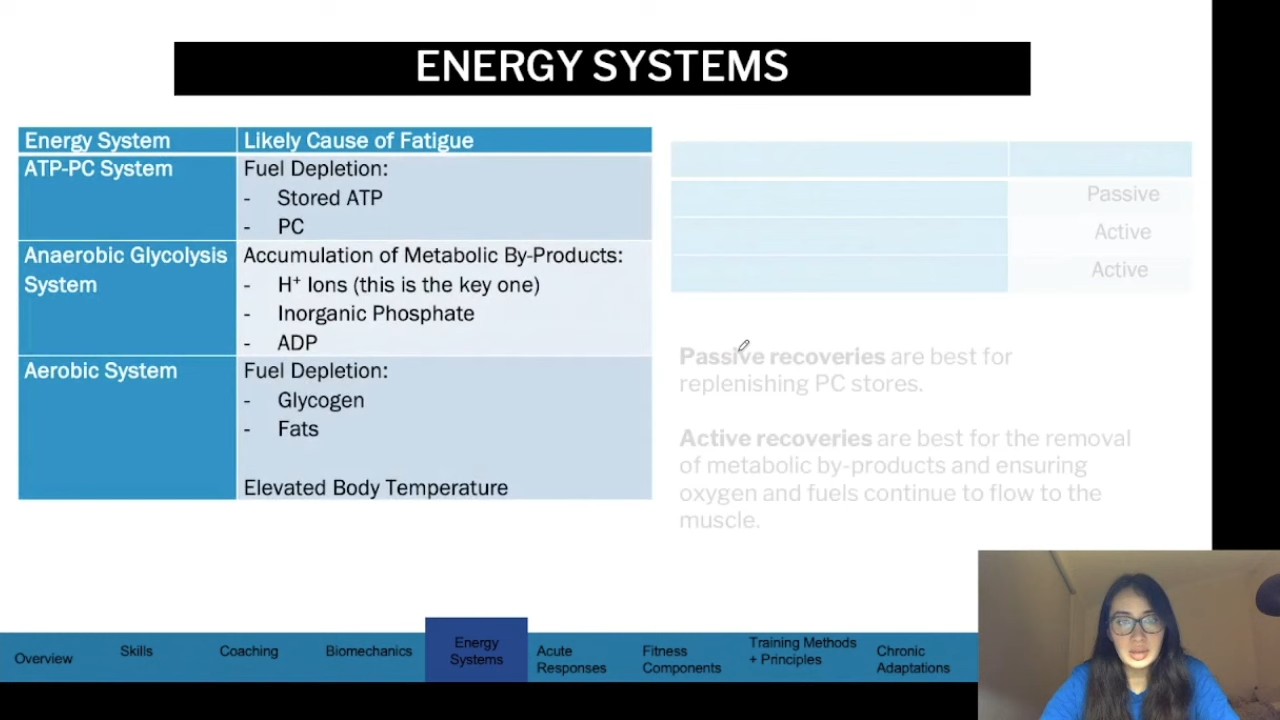 ENERGY SYSTEMS
Energy System
Likely Cause of Fatigue
ATP-PC System
Fuel Depletion:
- Stored ATP
- PC
Anaerobic Glycolysis
System
Accumulation of Metabolic By-Products:
- H⁺ Ions (this is the key one)
- Inorganic Phosphate
- ADP
Aerobic System
Fuel Depletion:
- Glycogen
- Fats
Elevated Body Temperature
Passive
Active
Active
Passive recoveries are best for
replenishing PC stores.
Active recoveries are best for the removal
of metabolic by-products and ensuring
oxygen and fuels continue to flow to the
muscle.
Overview
Skills
Coaching
Biomechanics
Energy
Systems
Acute
Responses
Fitness
Components
Training Methods
+ Principles
Chronic
Adaptations